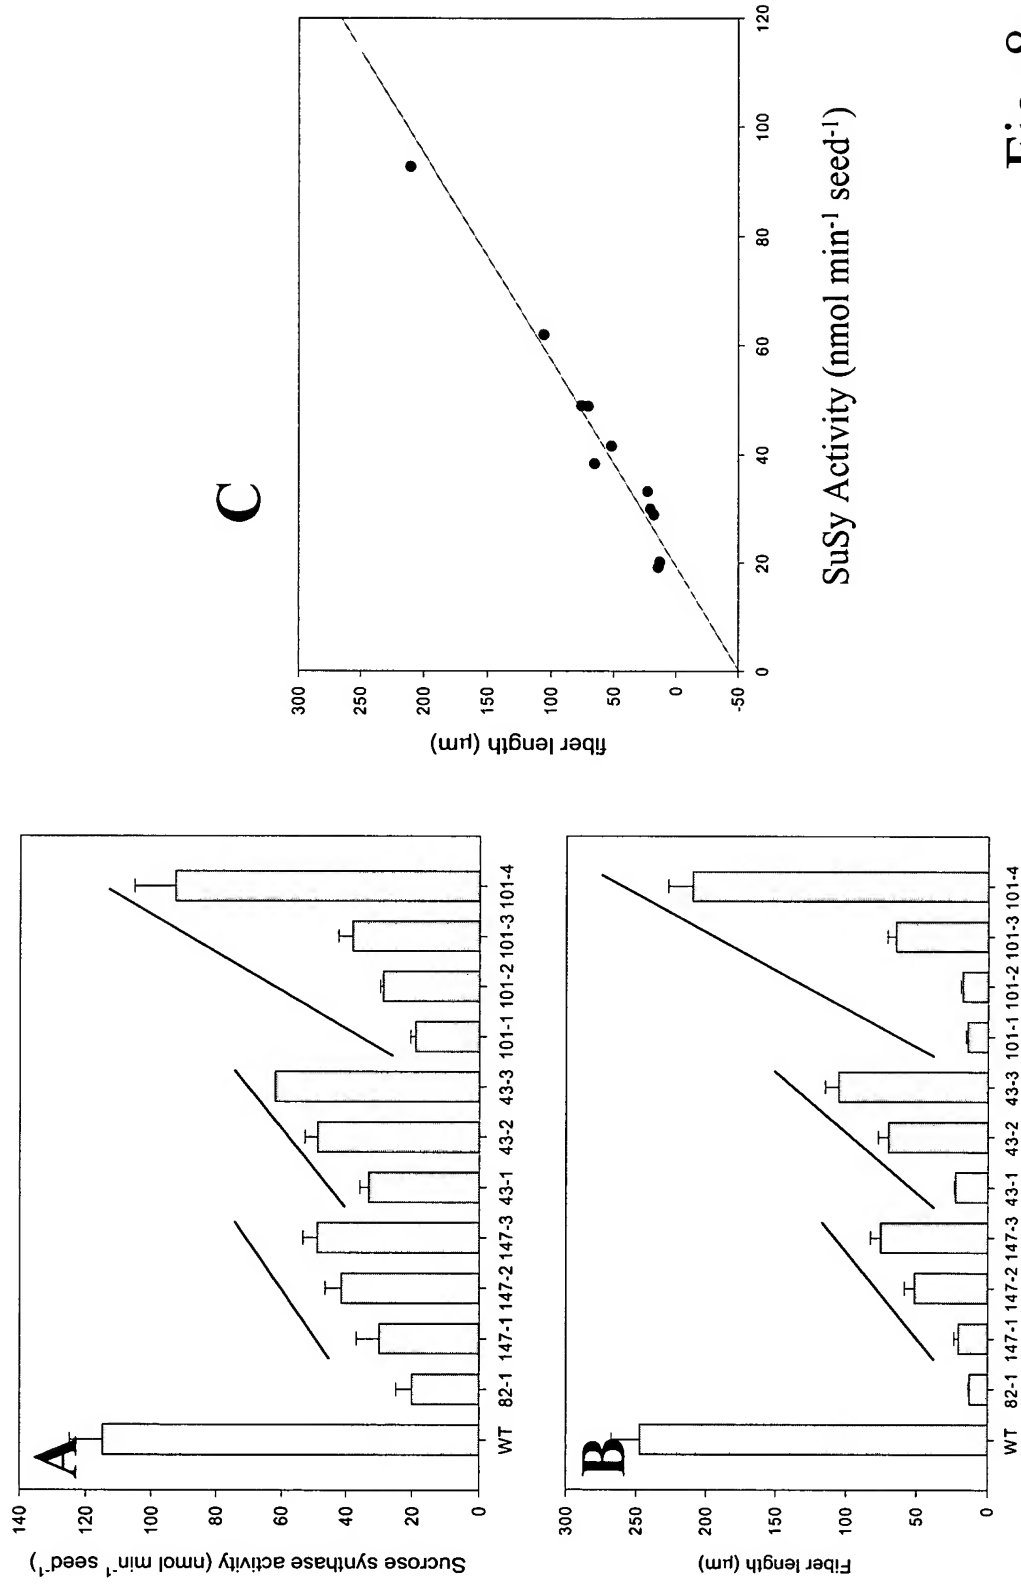 A
Sucrose synthase activity (nmol min⁻¹ seed⁻¹)
140
120
100
80
60
40
20
0
WT 82-1 147-1 147-2 147-3 43-1 43-2 43-3 101-1 101-2 101-3 101-4
B
Fiber length (µm)
300
250
200
150
100
50
0
WT 82-1 147-1 147-2 147-3 43-1 43-2 43-3 101-1 101-2 101-3 101-4
C
fiber length (µm)
300
250
200
150
100
50
0
-50
0 20 40 60 80 100 120
SuSy Activity (nmol min⁻¹ seed⁻¹)